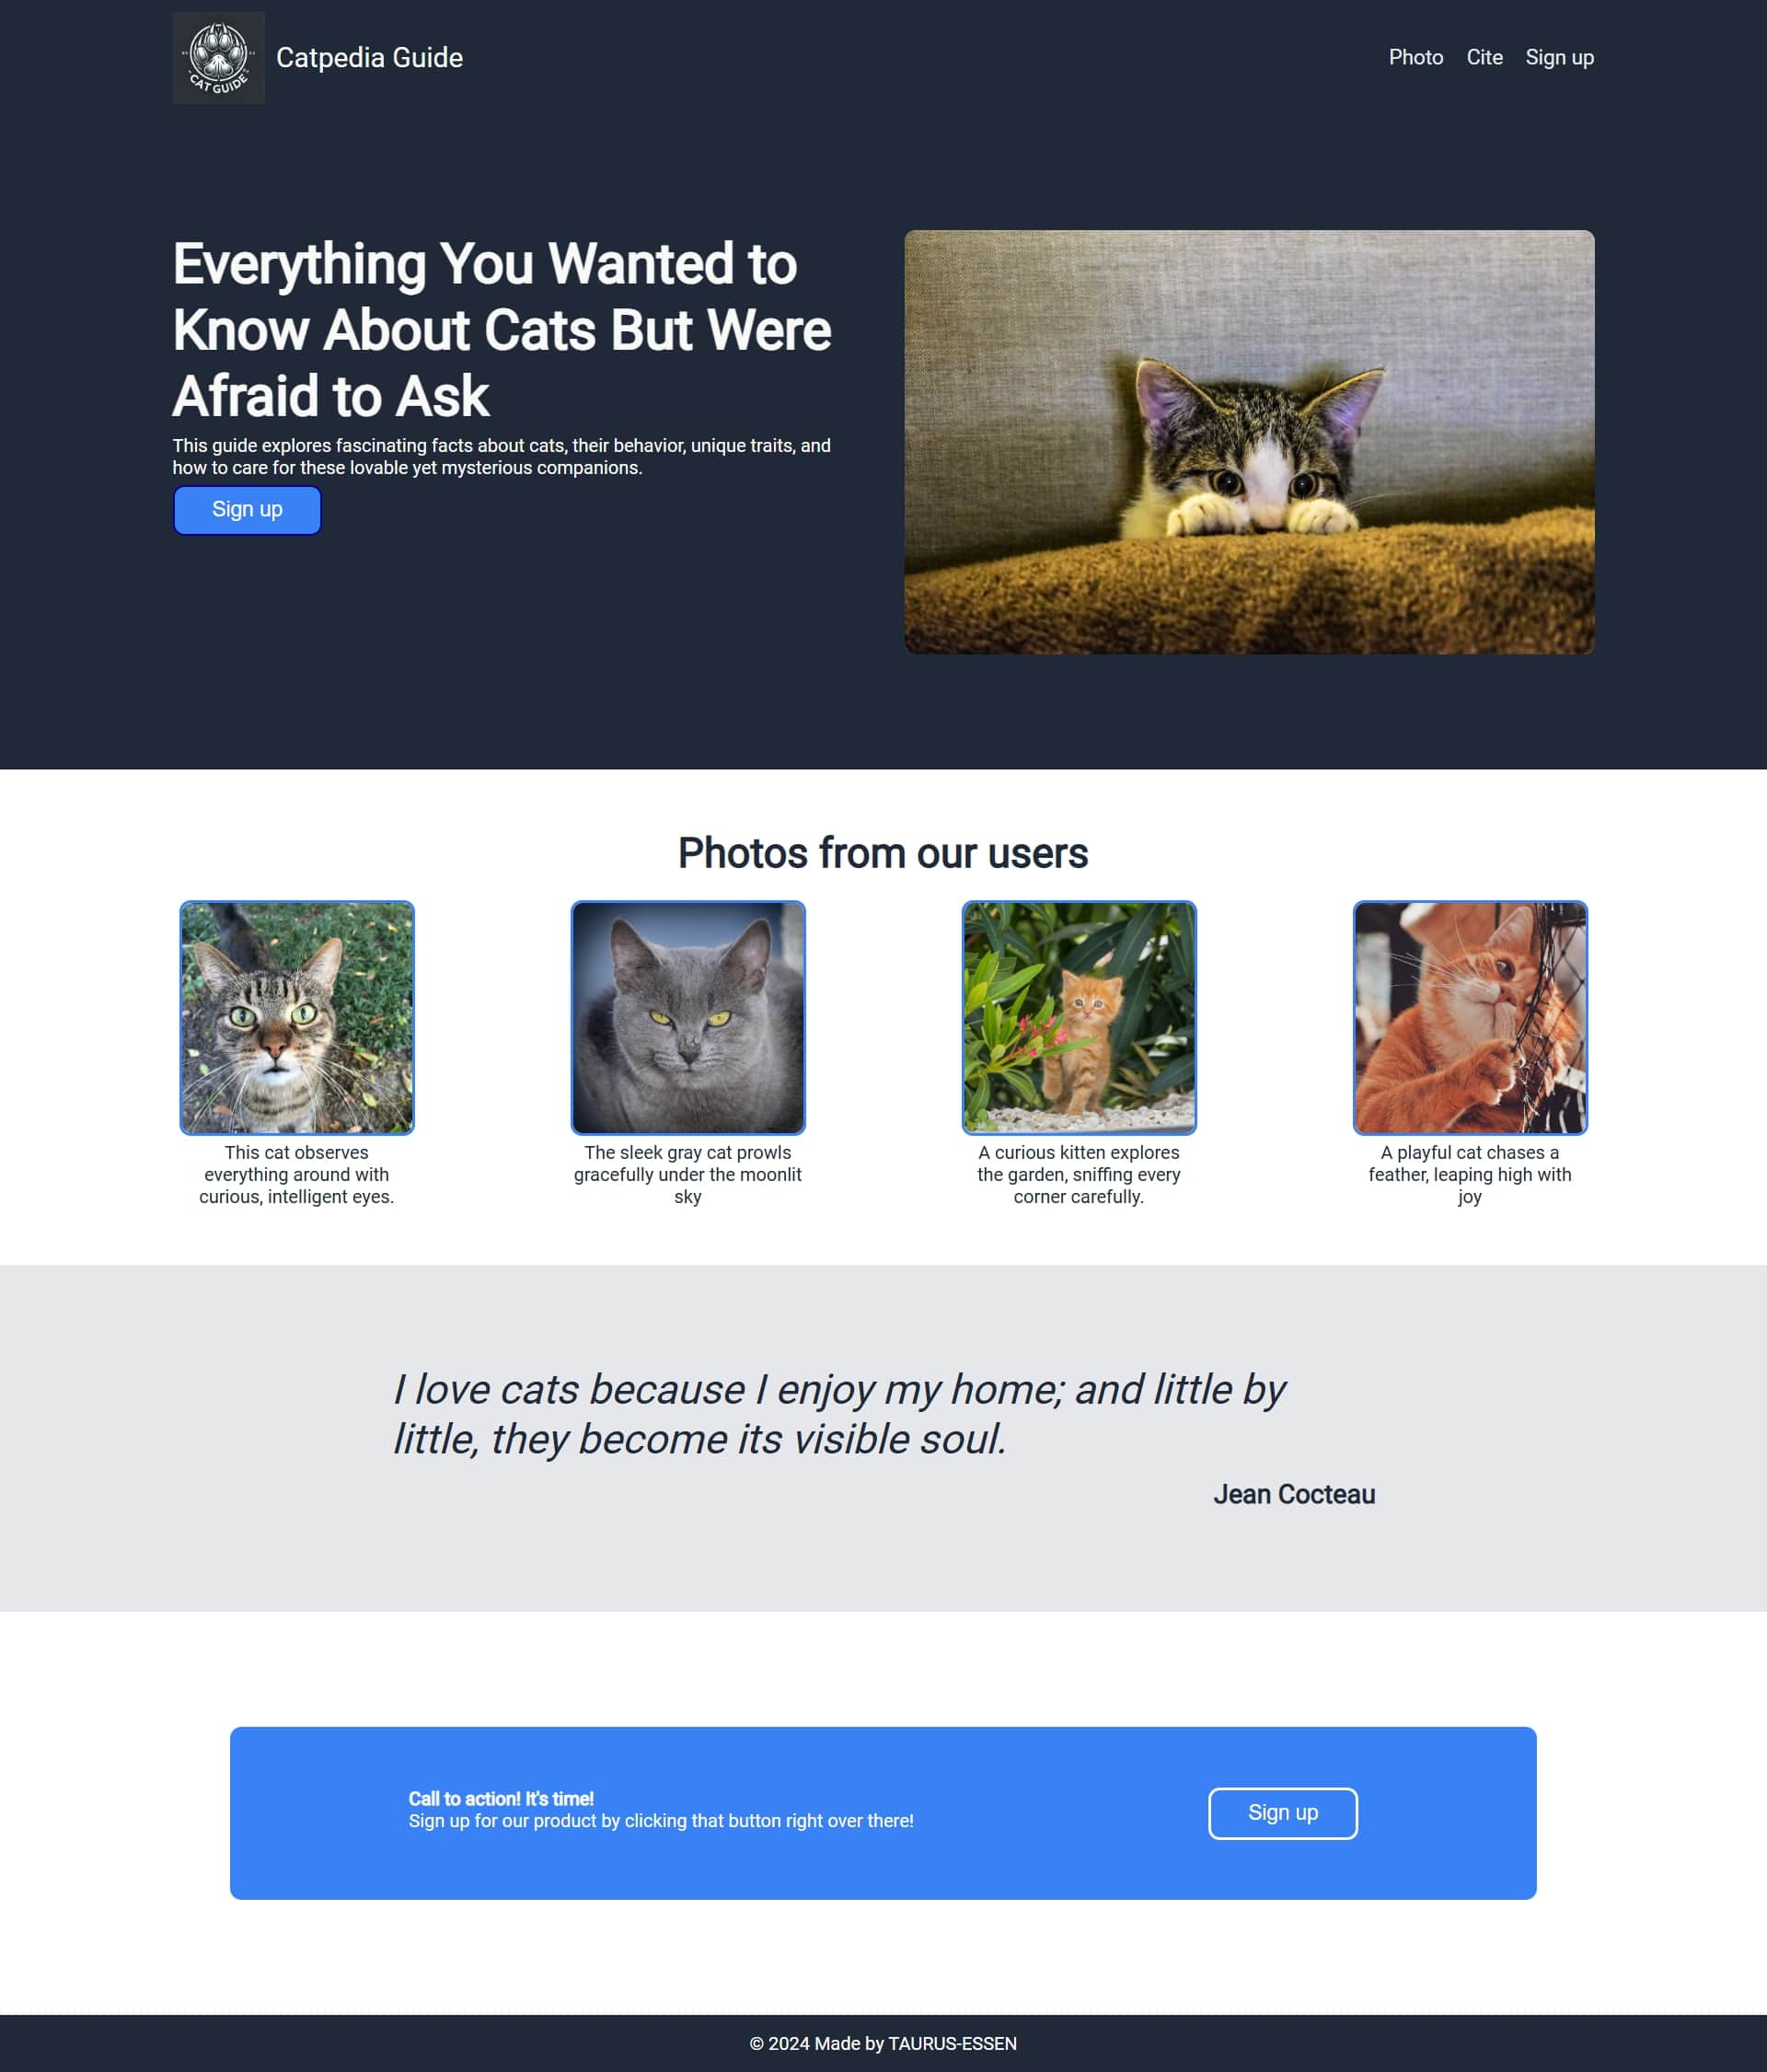 CAT GUIDE
Catpedia Guide
Photo Cite Sign up
Everything You Wanted to
Know About Cats But Were
Afraid to Ask
This guide explores fascinating facts about cats, their behavior, unique traits, and
how to care for these lovable yet mysterious companions.
Sign up
Photos from our users
This cat observes
everything around with
curious, intelligent eyes.
The sleek gray cat prowls
gracefully under the moonlit
sky
A curious kitten explores
the garden, sniffing every
corner carefully.
A playful cat chases a
feather, leaping high with
joy
I love cats because I enjoy my home; and little by
little, they become its visible soul.
Jean Cocteau
Call to action! It's time!
Sign up for our product by clicking that button right over there!
Sign up
© 2024 Made by TAURUS-ESSEN